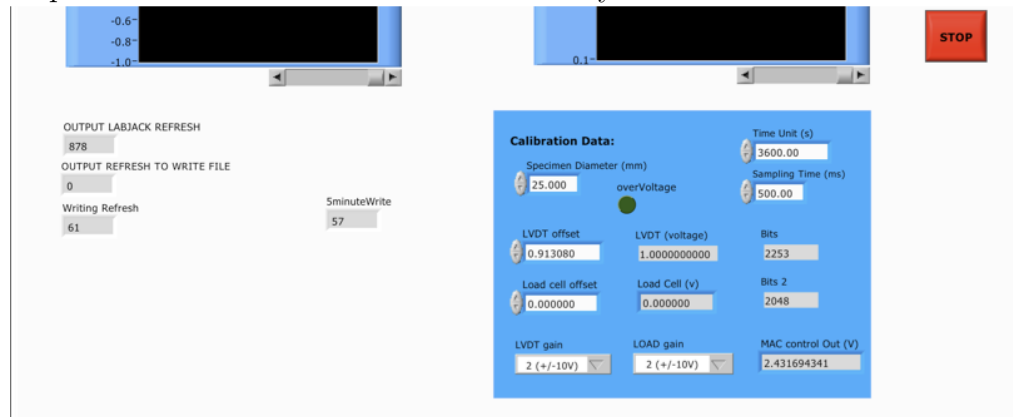 -0.6
-0.8
-1.0
0.1
STOP
OUTPUT LABJACK REFRESH
878
OUTPUT REFRESH TO WRITE FILE
0
Writing Refresh
61
5minuteWrite
57
Calibration Data:
Time Unit (s)
3600.00
Specimen Diameter (mm)
25.000
overVoltage
Sampling Time (ms)
500.00
LVDT offset
0.913080
LVDT (voltage)
1.0000000000
Bits
2253
Load cell offset
0.000000
Load Cell (v)
0.000000
Bits 2
2048
LVDT gain
2 (+/-10V)
LOAD gain
2 (+/-10V)
MAC control Out (V)
2.431694341